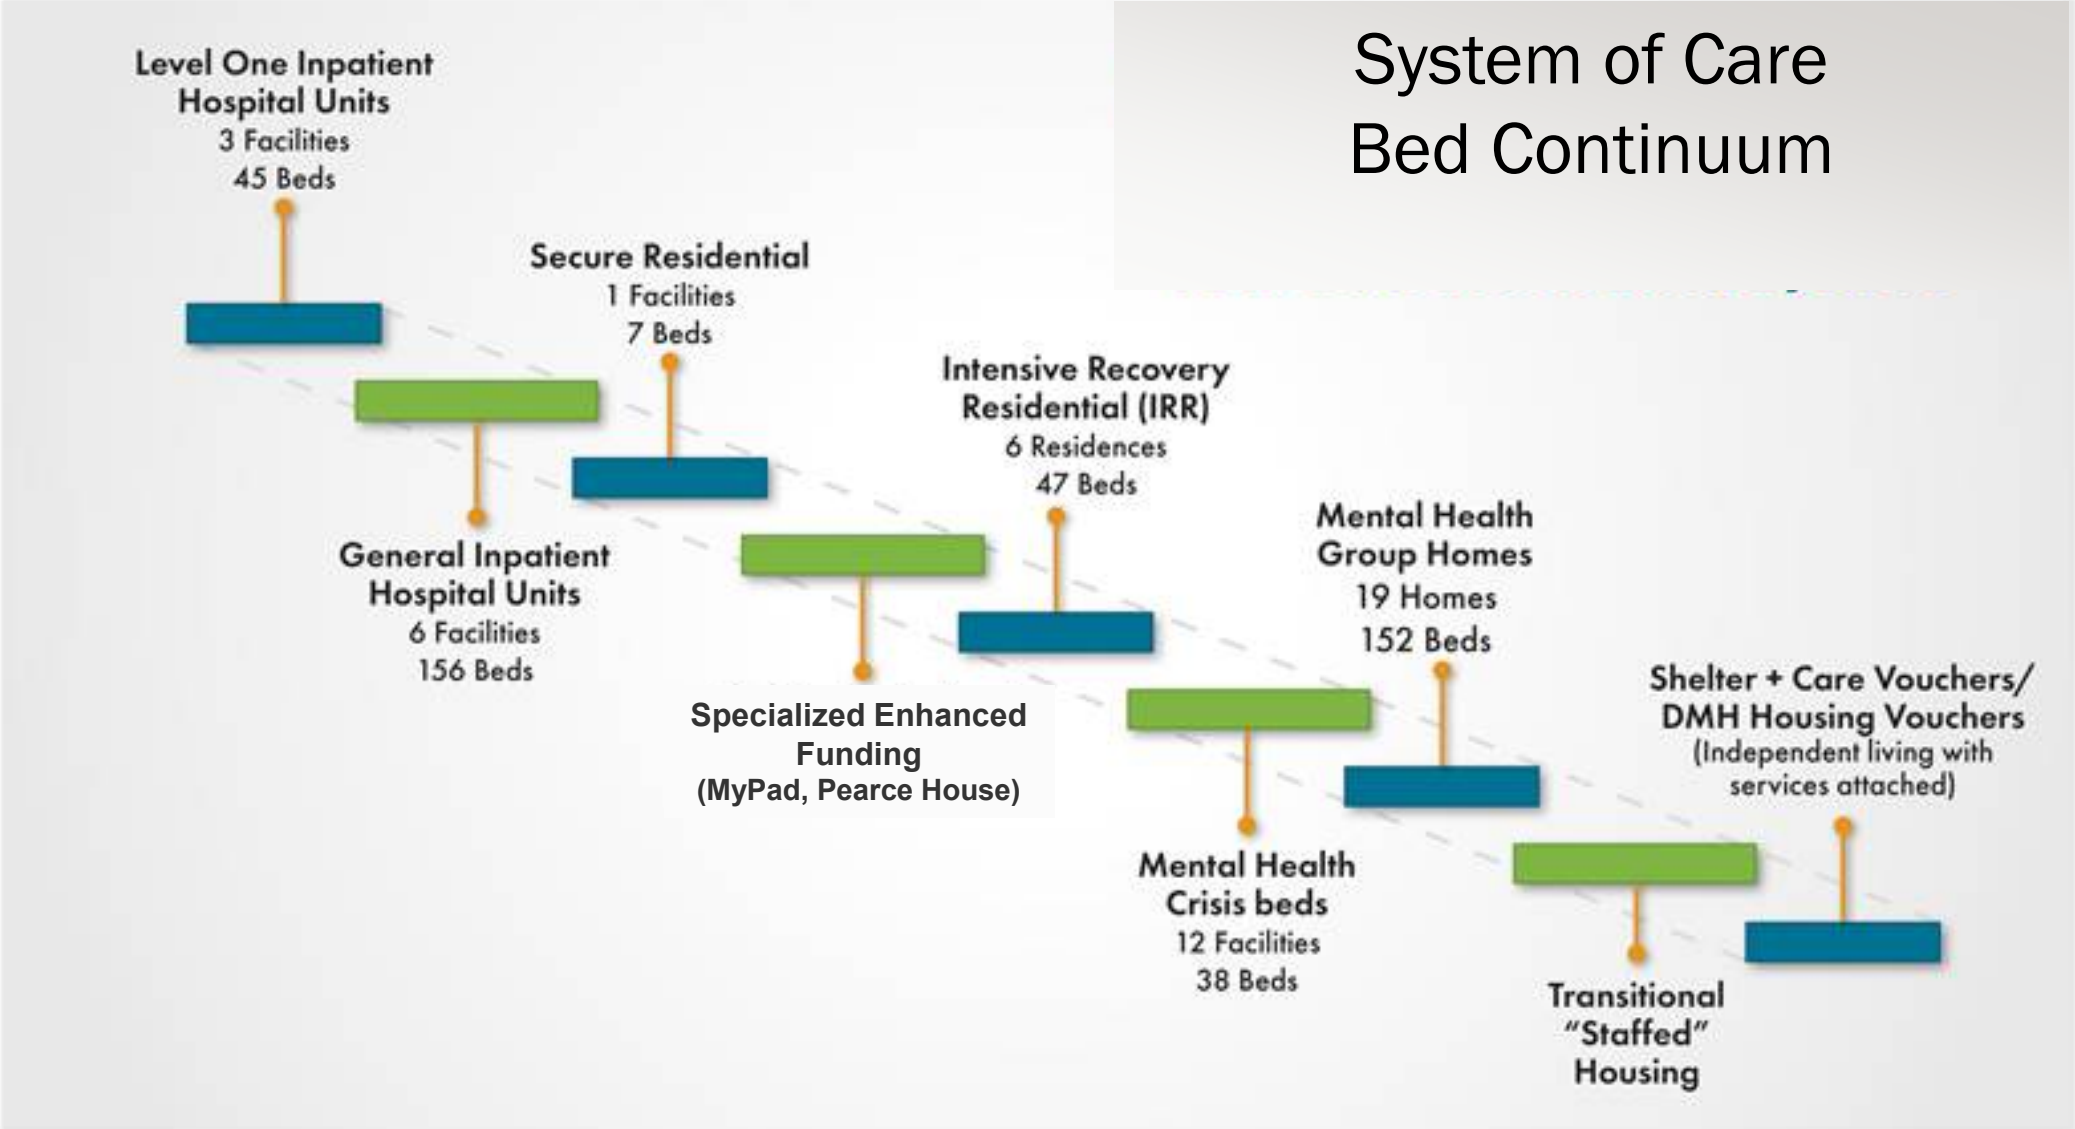 System of Care
Bed Continuum
Level One Inpatient
Hospital Units
3 Facilities
45 Beds
General Inpatient
Hospital Units
6 Facilities
156 Beds
Secure Residential
1 Facilities
7 Beds
Specialized Enhanced
Funding
(MyPad, Pearce House)
Intensive Recovery
Residential (IRR)
6 Residences
47 Beds
Mental Health
Crisis beds
12 Facilities
38 Beds
Mental Health
Group Homes
19 Homes
152 Beds
Transitional
“Staffed”
Housing
Shelter + Care Vouchers/
DMH Housing Vouchers
(Independent living with
services attached)